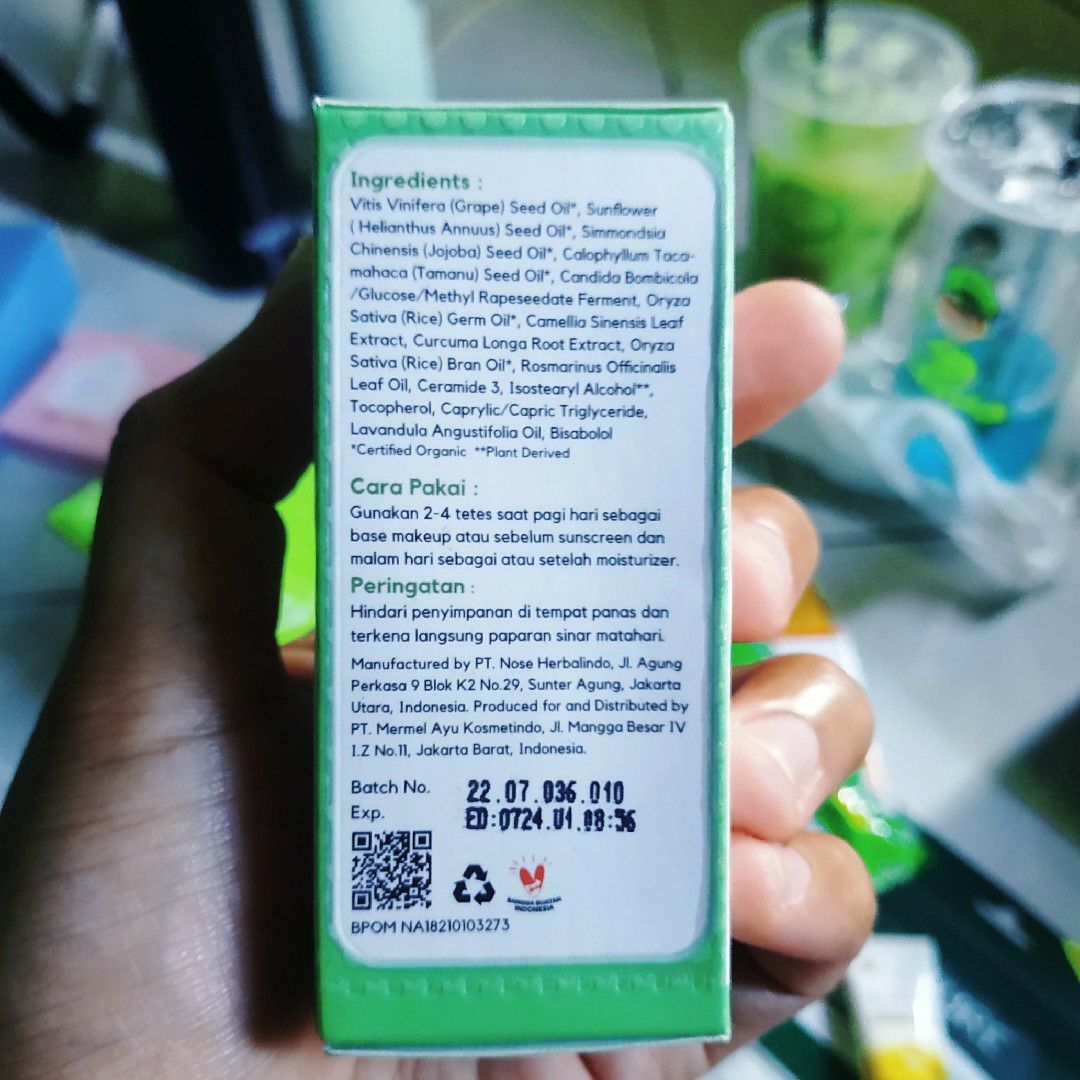 Ingredients :
Vitis Vinifera (Grape) Seed Oil*, Sunflower
( Helianthus Annuus) Seed Oil*, Simmondsia
Chinensis (Jojoba) Seed Oil*, Calophyllum Taca-
mahaca (Tamanu) Seed Oil*, Candida Bombicola
/Glucose/Methyl Rapeseedate Ferment, Oryza
Sativa (Rice) Germ Oil*, Camellia Sinensis Leaf
Extract, Curcuma Longa Root Extract, Oryza
Sativa (Rice) Bran Oil*, Rosmarinus Officinallis
Leaf Oil, Ceramide 3, Isostearyl Alcohol**,
Tocopherol, Caprylic/Capric Triglyceride,
Lavandula Angustifolia Oil, Bisabolol
*Certified Organic **Plant Derived
Cara Pakai :
Gunakan 2-4 tetes saat pagi hari sebagai
base makeup atau sebelum sunscreen dan
malam hari sebagai atau setelah moisturizer.
Peringatan :
Hindari penyimpanan di tempat panas dan
terkena langsung paparan sinar matahari.
Manufactured by PT. Nose Herbalindo, Jl. Agung
Perkasa 9 Blok K2 No.29, Sunter Agung, Jakarta
Utara, Indonesia. Produced for and Distributed by
PT. Mermel Ayu Kosmetindo, Jl. Mangga Besar IV
I.Z No.11, Jakarta Barat, Indonesia.
Batch No. 22.07.036.010
Exp. ED:0724.01.08:56
BANGGA BUATAN
INDONESIA
BPOM NA18210103273